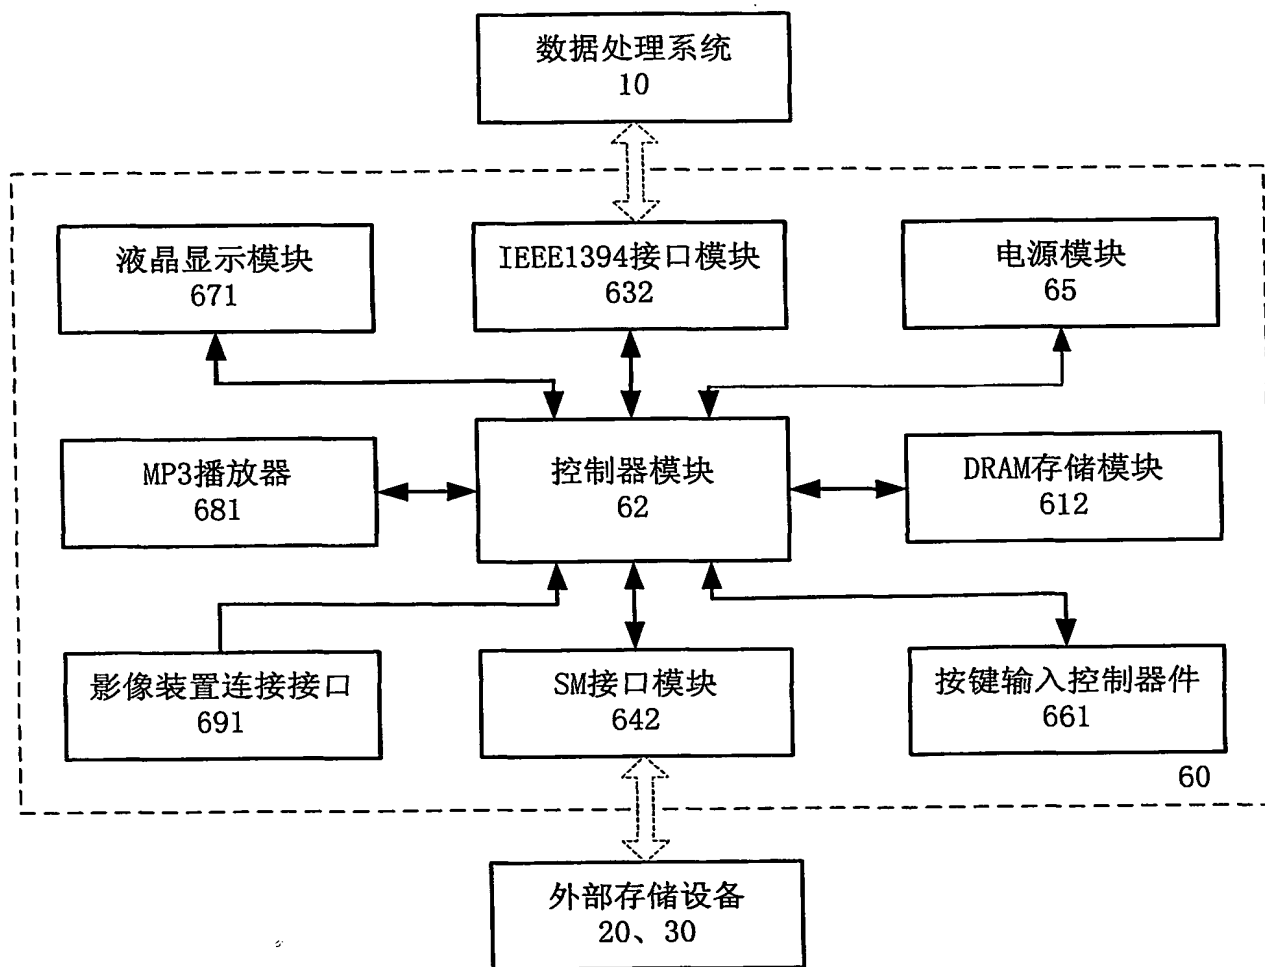 数据处理系统
10
液晶显示模块
671
IEEE1394接口模块
632
电源模块
65
MP3播放器
681
控制器模块
62
DRAM存储模块
612
影像装置连接接口
691
SM接口模块
642
按键输入控制器件
661
60
外部存储设备
20、30